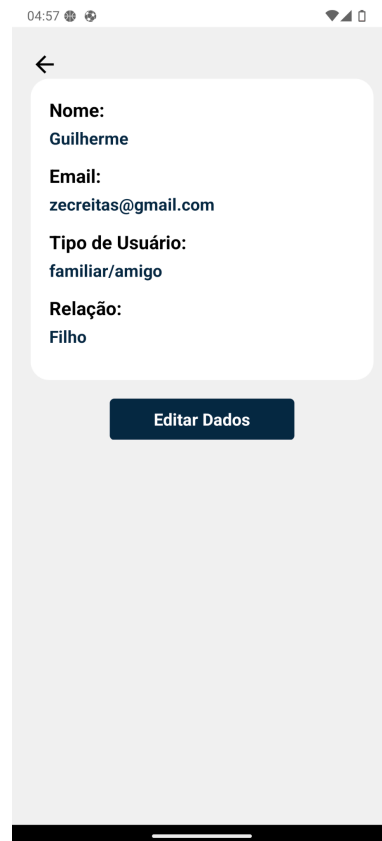 04:57
Nome:
Guilherme
Email:
zecreitas@gmail.com
Tipo de Usuário:
familiar/amigo
Relação:
Filho
Editar Dados